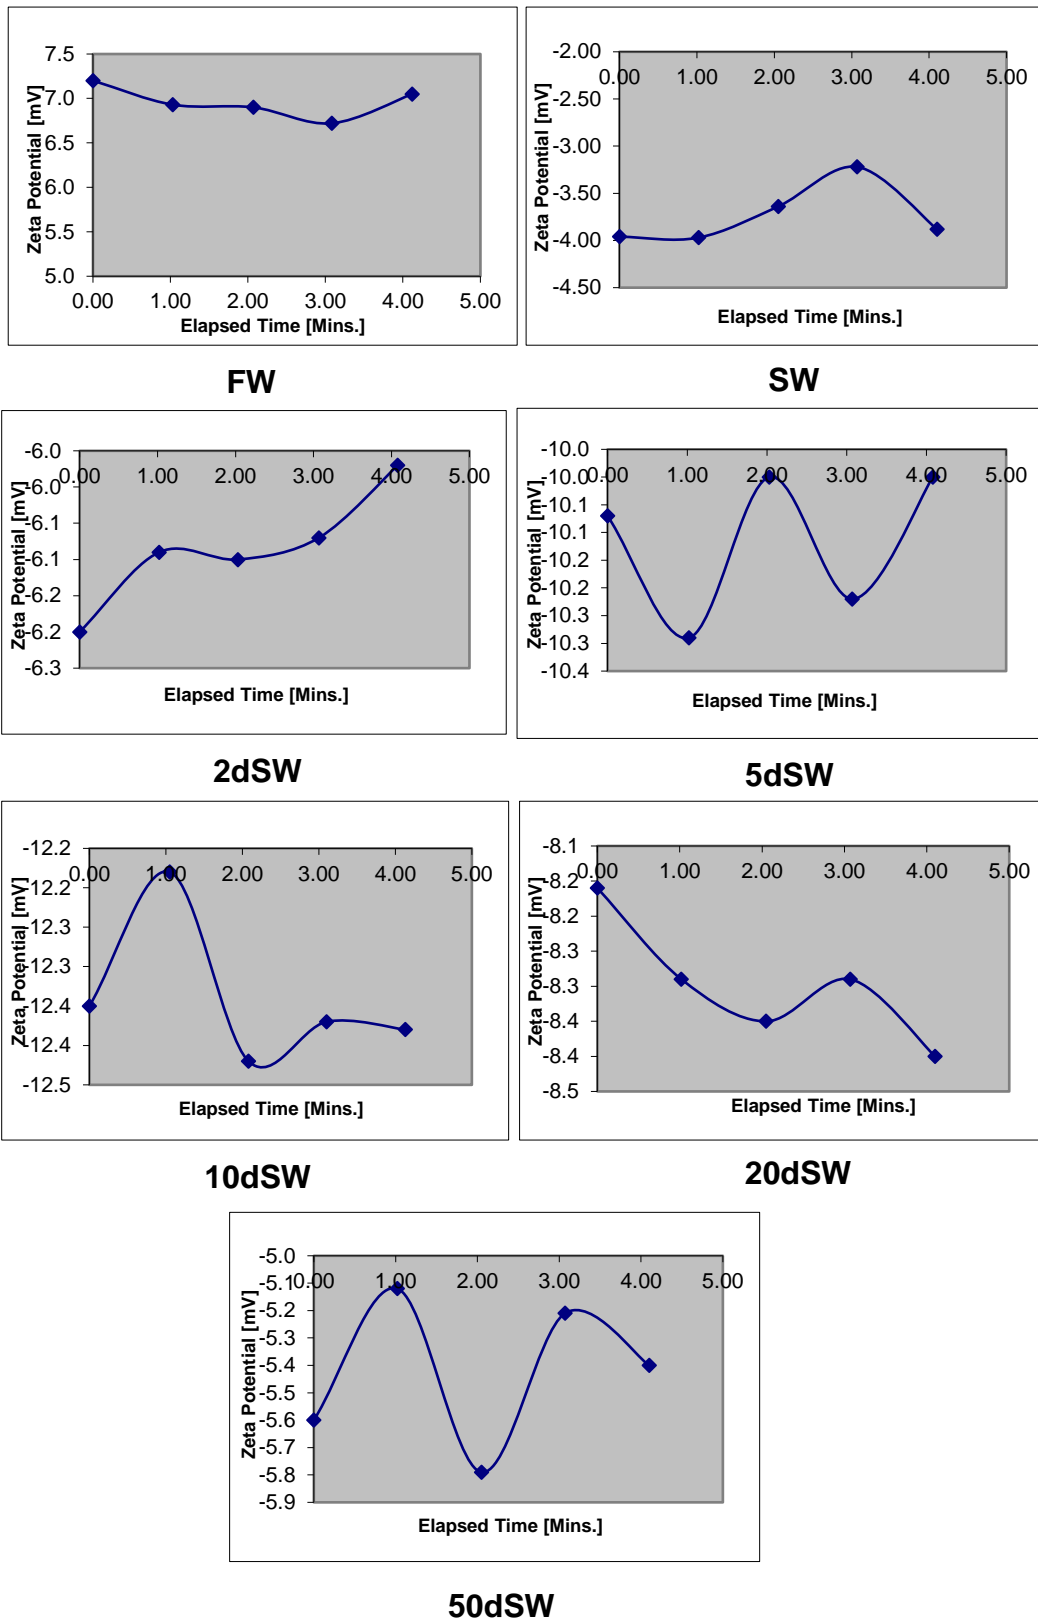 7.5
7.0
6.5
6.0
5.5
5.0
0.00 1.00 2.00 3.00 4.00 5.00
Zeta Potential [mV]
Elapsed Time [Mins.]
FW
-2.00
-2.50
-3.00
-3.50
-4.00
-4.50
0.00 1.00 2.00 3.00 4.00 5.00
Zeta Potential [mV]
Elapsed Time [Mins.]
SW
-6.0
-6.0
-6.1
-6.1
-6.2
-6.2
-6.3
0.00 1.00 2.00 3.00 4.00 5.00
Zeta Potential [mV]
Elapsed Time [Mins.]
2dSW
-10.0
-10.0
-10.1
-10.1
-10.2
-10.2
-10.3
-10.3
-10.4
0.00 1.00 2.00 3.00 4.00 5.00
Zeta Potential [mV]
Elapsed Time [Mins.]
5dSW
-12.2
-12.2
-12.3
-12.3
-12.4
-12.4
-12.5
0.00 1.00 2.00 3.00 4.00 5.00
Zeta Potential [mV]
Elapsed Time [Mins.]
10dSW
-8.1
-8.2
-8.2
-8.3
-8.3
-8.4
-8.4
-8.5
0.00 1.00 2.00 3.00 4.00 5.00
Zeta Potential [mV]
Elapsed Time [Mins.]
20dSW
-5.0
-5.1
-5.2
-5.3
-5.4
-5.5
-5.6
-5.7
-5.8
-5.9
0.00 1.00 2.00 3.00 4.00 5.00
Zeta Potential [mV]
Elapsed Time [Mins.]
50dSW